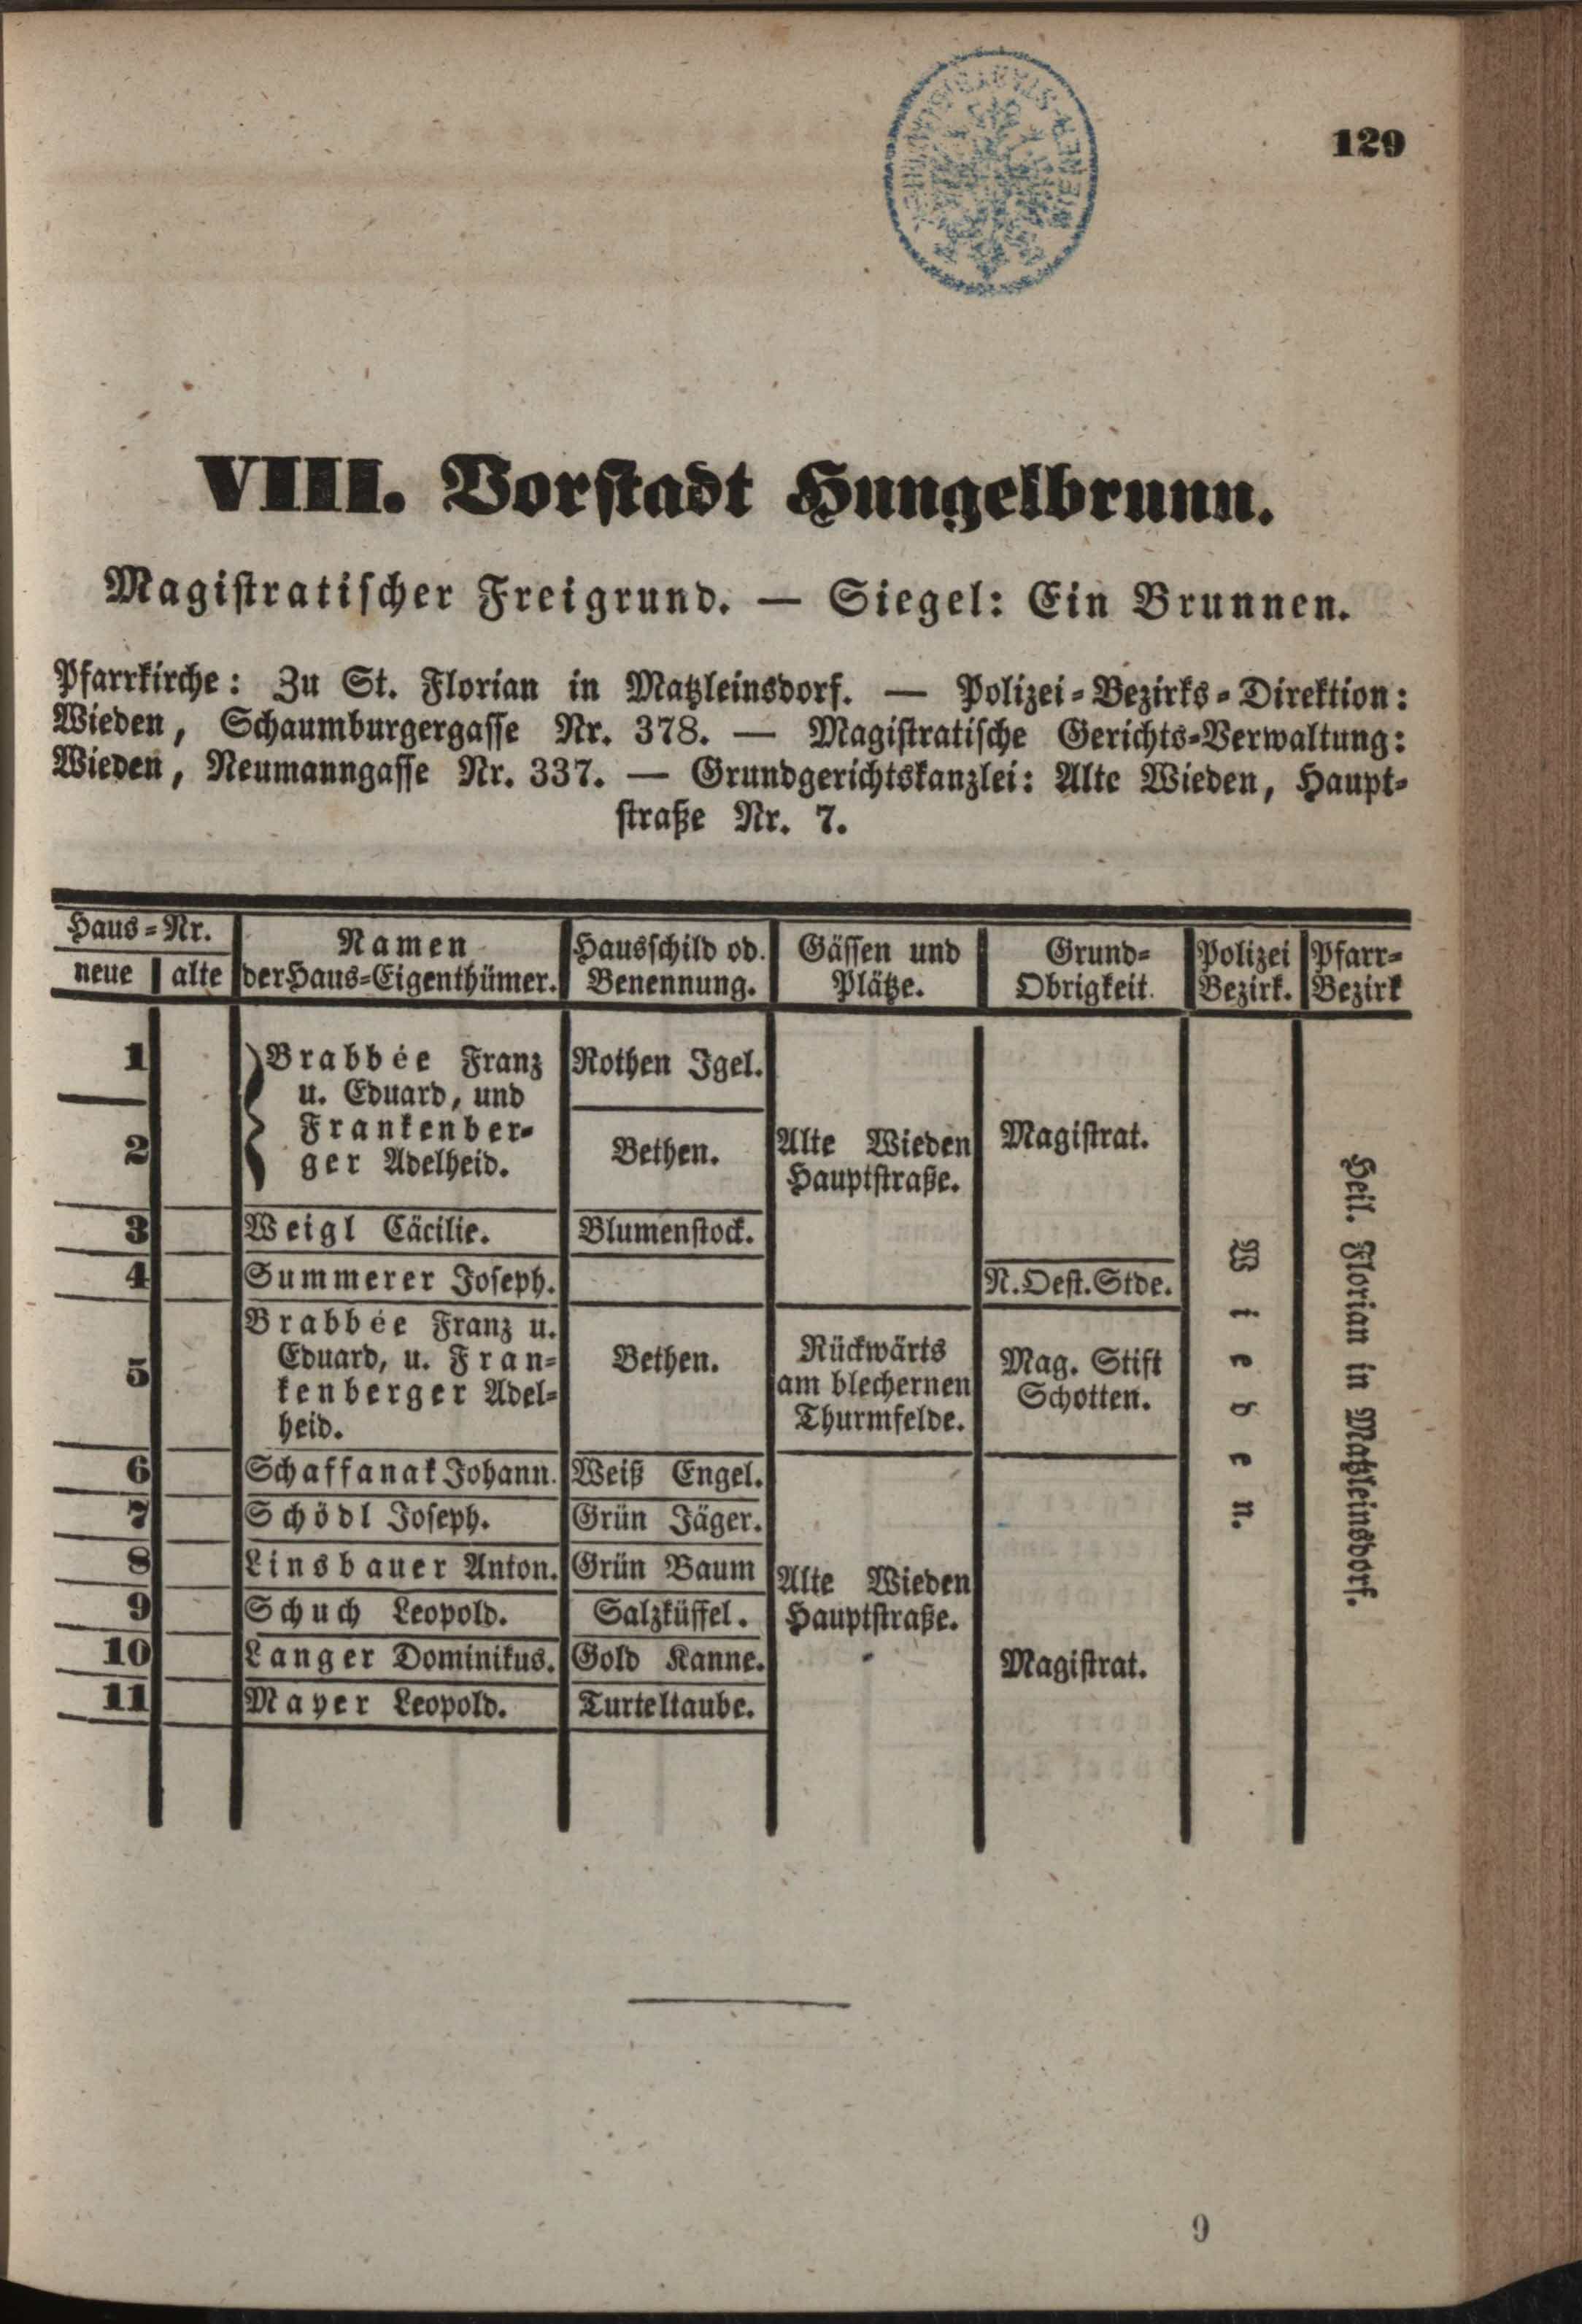 129
VIII. Vorstadt Hungelbrunn.
Magistratischer Freigrund. — Siegel: Ein Brunnen.
Pfarrkirche: Zu St. Florian in Matzleinsdorf. — Polizei-Bezirks-Direktion:
Wieden, Schaumburgergasse Nr. 378. — Magistratische Gerichts-Verwaltung:
Wieden, Neumanngasse Nr. 337. — Grundgerichtskanzlei: Alte Wieden, Haupt-
straße Nr. 7.
Haus-Nr.
neue alte
Namen
der Haus-Eigenthümer.
Hausschild od.
Benennung.
Gässen und
Plätze.
Grund-
Obrigkeit.
Polizei
Bezirk.
Pfarr-
Bezirk
1
2
Brabbée Franz
u. Eduard, und
Frankenber-
ger Adelheid.
Rothen Igel.
Bethen.
Alte Wieden
Hauptstraße.
Magistrat.
3 Weigl Cäcilie. Blumenstock.
4 Summerer Joseph. N.Oest.Stde.
5
Brabbée Franz u.
Eduard, u. Fran-
kenberger Adel-
heid.
Bethen.
Rückwärts
am blechernen
Thurmfelde.
Mag. Stift
Schotten.
6 Schaffanak Johann. Weiß Engel.
7 Schödl Joseph. Grün Jäger.
8 Linsbauer Anton. Grün Baum
9 Schuch Leopold. Salzküffel.
10 Langer Dominikus. Gold Kanne.
11 Mayer Leopold. Turteltaube.
Alte Wieden
Hauptstraße.
Magistrat.
Wieden.
Heil. Florian in Matzleinsdorf.
9